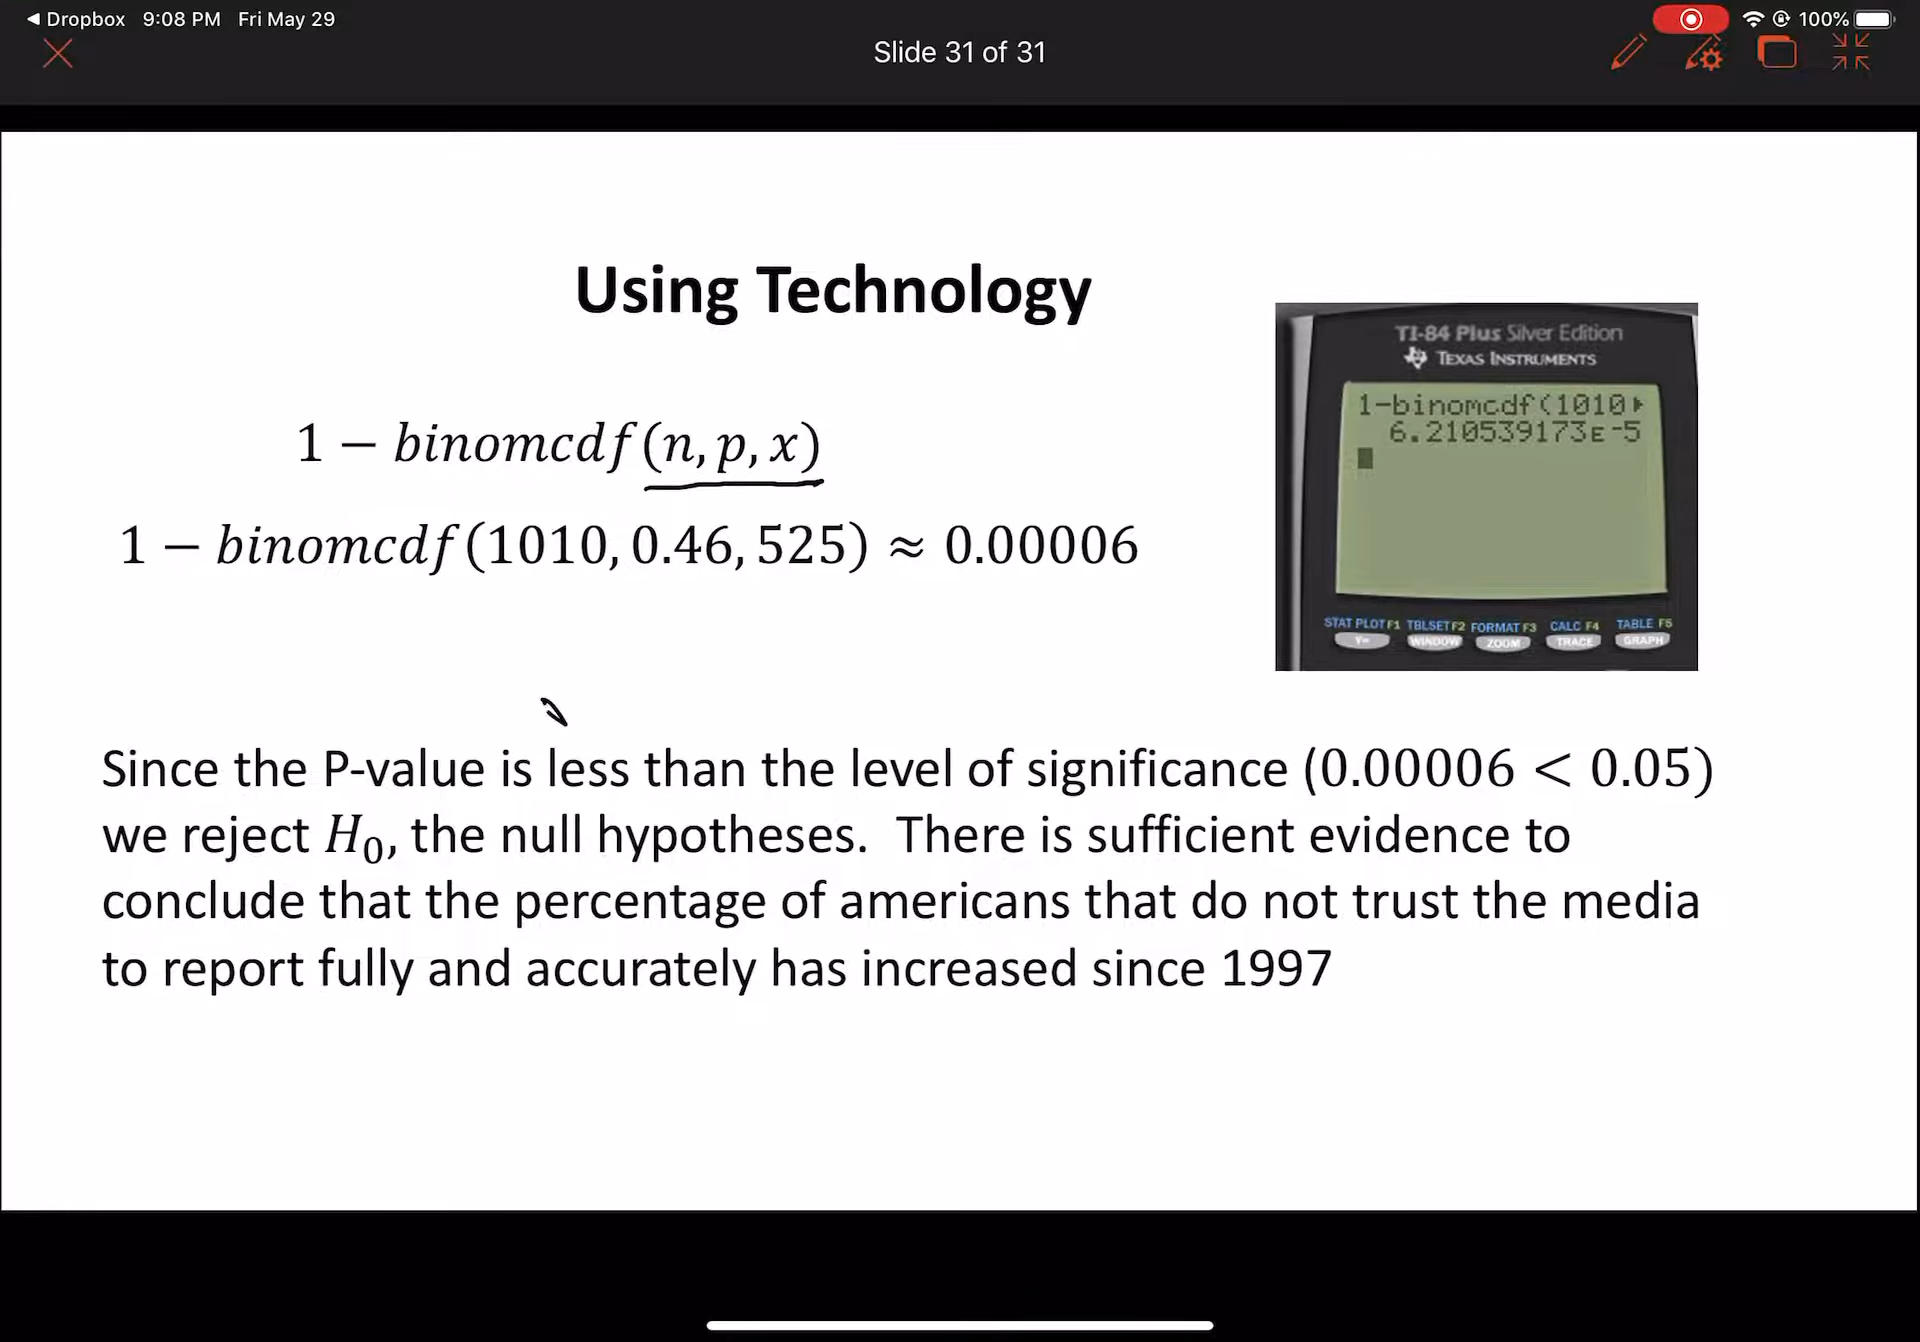 ◀ Dropbox 9:08 PM Fri May 29
100%
Slide 31 of 31
Using Technology
TI-84 Plus Silver Edition
TEXAS INSTRUMENTS
1-binomcdf(1010
6.210539173E-5
STAT PLOT F1 TBLSET F2 FORMAT F3 CALC F4 TABLE F5
Y= WINDOW ZOOM TRACE GRAPH
1 − binomcdf(n, p, x)
1 − binomcdf(1010, 0.46, 525) ≈ 0.00006
Since the P-value is less than the level of significance (0.00006 < 0.05)
we reject H₀, the null hypotheses. There is sufficient evidence to
conclude that the percentage of americans that do not trust the media
to report fully and accurately has increased since 1997